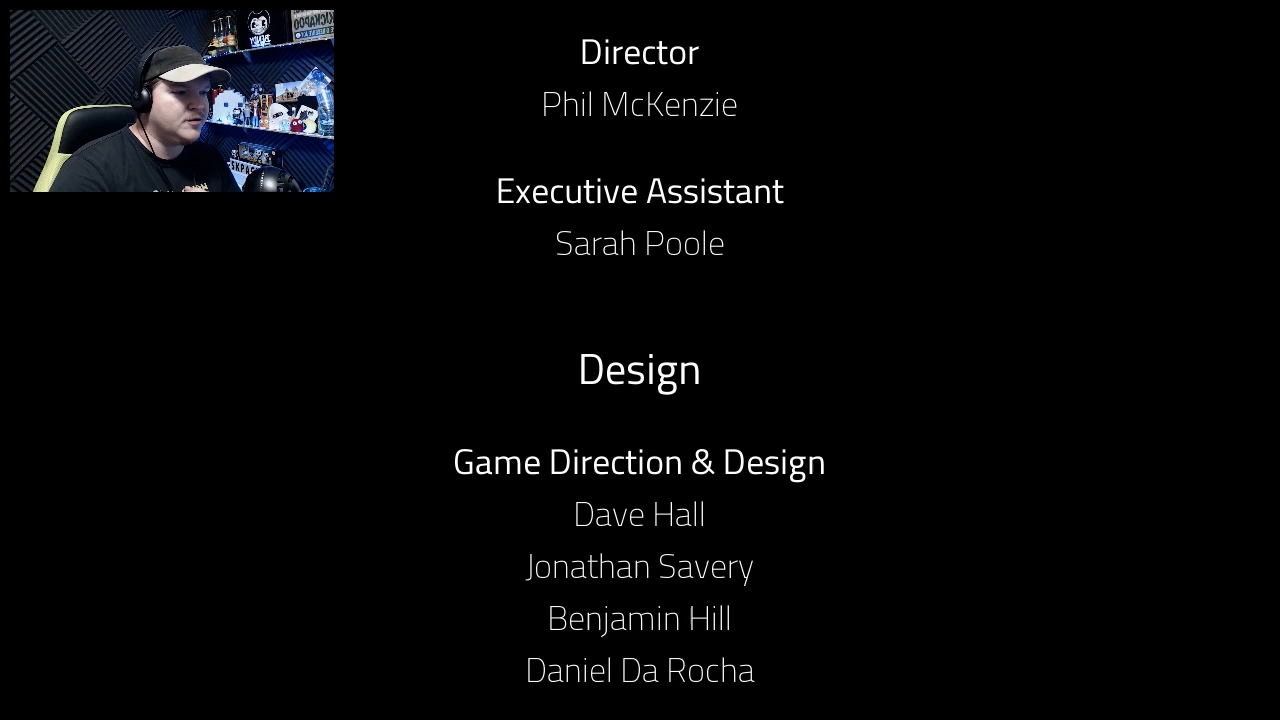 Director
Phil McKenzie
Executive Assistant
Sarah Poole
Design
Game Direction & Design
Dave Hall
Jonathan Savery
Benjamin Hill
Daniel Da Rocha